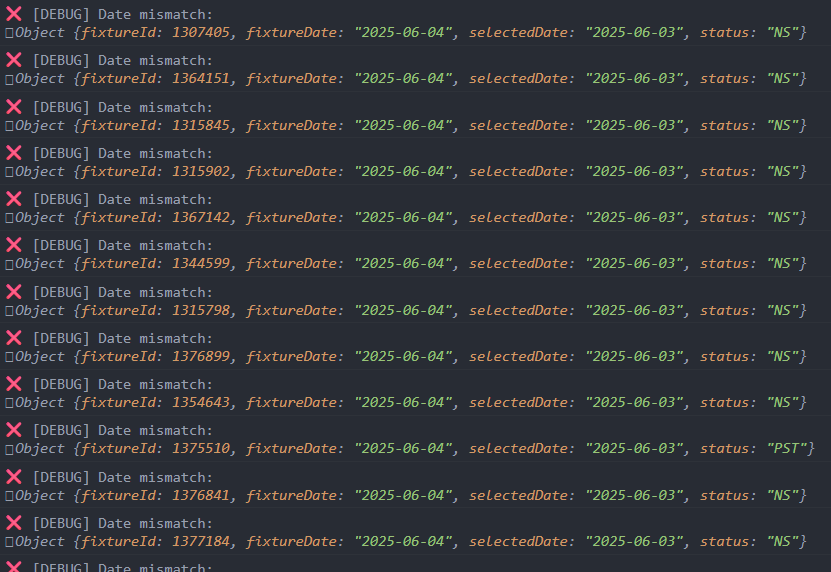 ❌ [DEBUG] Date mismatch:
Object {fixtureId: 1307405, fixtureDate: "2025-06-04", selectedDate: "2025-06-03", status: "NS"}
❌ [DEBUG] Date mismatch:
Object {fixtureId: 1364151, fixtureDate: "2025-06-04", selectedDate: "2025-06-03", status: "NS"}
❌ [DEBUG] Date mismatch:
Object {fixtureId: 1315845, fixtureDate: "2025-06-04", selectedDate: "2025-06-03", status: "NS"}
❌ [DEBUG] Date mismatch:
Object {fixtureId: 1315902, fixtureDate: "2025-06-04", selectedDate: "2025-06-03", status: "NS"}
❌ [DEBUG] Date mismatch:
Object {fixtureId: 1367142, fixtureDate: "2025-06-04", selectedDate: "2025-06-03", status: "NS"}
❌ [DEBUG] Date mismatch:
Object {fixtureId: 1344599, fixtureDate: "2025-06-04", selectedDate: "2025-06-03", status: "NS"}
❌ [DEBUG] Date mismatch:
Object {fixtureId: 1315798, fixtureDate: "2025-06-04", selectedDate: "2025-06-03", status: "NS"}
❌ [DEBUG] Date mismatch:
Object {fixtureId: 1376899, fixtureDate: "2025-06-04", selectedDate: "2025-06-03", status: "NS"}
❌ [DEBUG] Date mismatch:
Object {fixtureId: 1354643, fixtureDate: "2025-06-04", selectedDate: "2025-06-03", status: "NS"}
❌ [DEBUG] Date mismatch:
Object {fixtureId: 1375510, fixtureDate: "2025-06-04", selectedDate: "2025-06-03", status: "PST"}
❌ [DEBUG] Date mismatch:
Object {fixtureId: 1376841, fixtureDate: "2025-06-04", selectedDate: "2025-06-03", status: "NS"}
❌ [DEBUG] Date mismatch:
Object {fixtureId: 1377184, fixtureDate: "2025-06-04", selectedDate: "2025-06-03", status: "NS"}
❌ [DEBUG] Date mismatch: